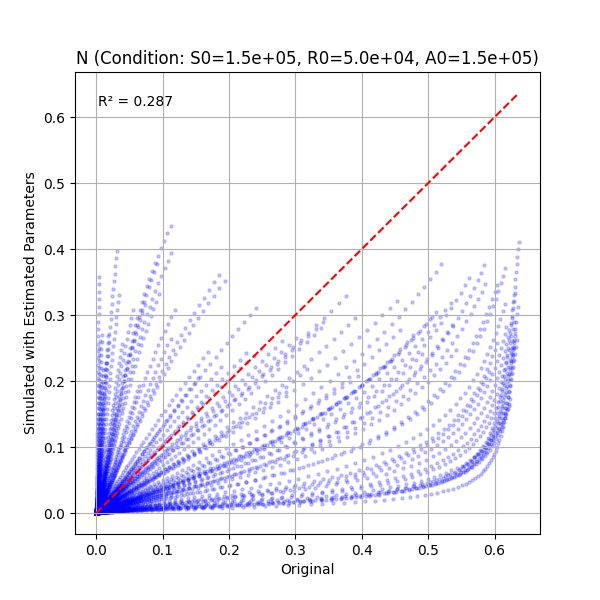 N (Condition: S0=1.5e+05, R0=5.0e+04, A0=1.5e+05)
R² = 0.287
0.6
0.5
0.4
0.3
0.2
0.1
0.0
Simulated with Estimated Parameters
0.0 0.1 0.2 0.3 0.4 0.5 0.6
Original